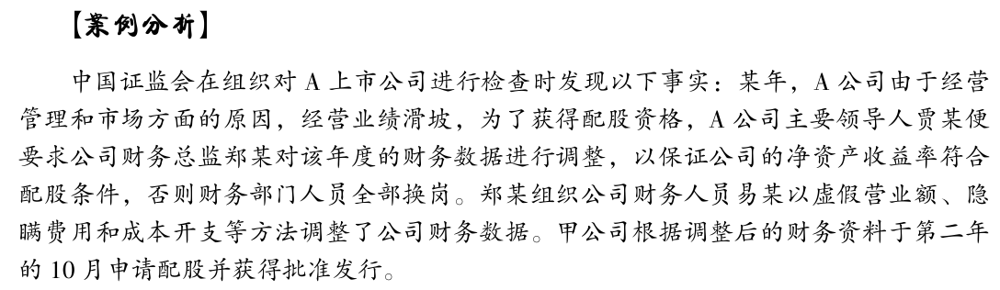 【案例分析】
中国证监会在组织对 A 上市公司进行检查时发现以下事实：某年，A 公司由于经营
管理和市场方面的原因，经营业绩滑坡，为了获得配股资格，A 公司主要领导人贾某便
要求公司财务总监郑某对该年度的财务数据进行调整，以保证公司的净资产收益率符合
配股条件，否则财务部门人员全部换岗。郑某组织公司财务人员易某以虚假营业额、隐
瞒费用和成本开支等方法调整了公司财务数据。甲公司根据调整后的财务资料于第二年
的 10 月申请配股并获得批准发行。